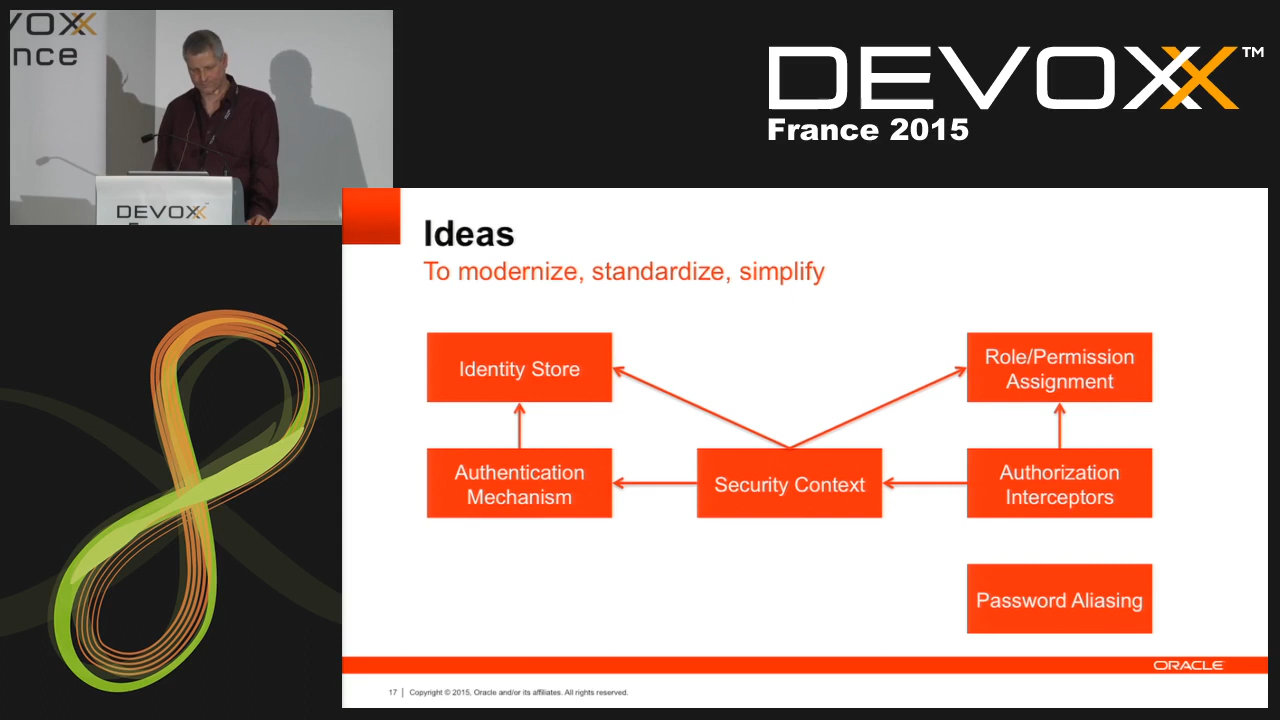 VOXX
nce
DEVOXX
DEVOXX™
France 2015
Ideas
To modernize, standardize, simplify
Identity Store
Role/Permission
Assignment
Authentication
Mechanism
Security Context
Authorization
Interceptors
Password Aliasing
ORACLE
17 | Copyright © 2015, Oracle and/or its affiliates. All rights reserved.